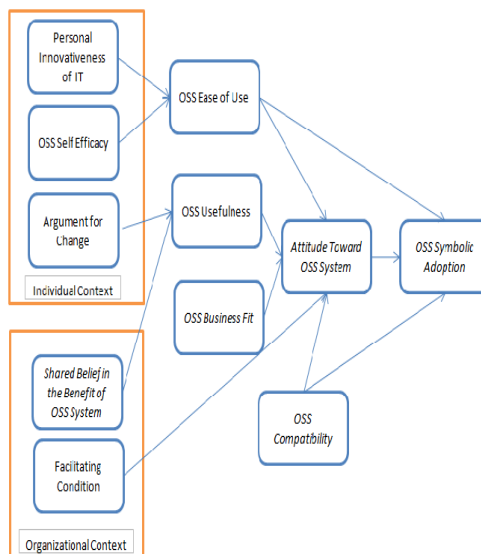 Personal
Innovativeness
of IT
OSS Self Efficacy
Argument for
Change
Individual Context
OSS Ease of Use
OSS Usefulness
OSS Business Fit
Attitude Toward
OSS System
OSS Symbolic
Adoption
OSS
Compatibility
Shared Belief in
the Benefit of
OSS System
Facilitating
Condition
Organizational Context